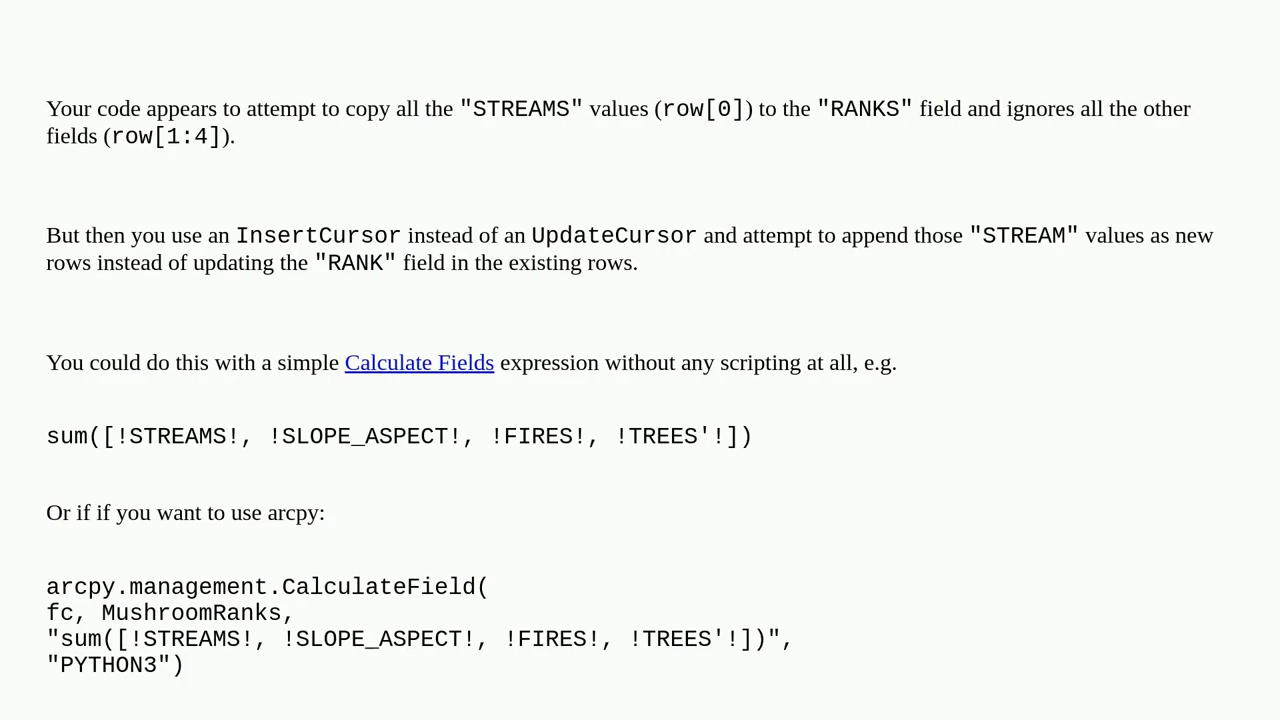 Your code appears to attempt to copy all the "STREAMS" values (row[0]) to the "RANKS" field and ignores all the other
fields (row[1:4]).
But then you use an InsertCursor instead of an UpdateCursor and attempt to append those "STREAM" values as new
rows instead of updating the "RANK" field in the existing rows.
You could do this with a simple Calculate Fields expression without any scripting at all, e.g.
sum([!STREAMS!, !SLOPE_ASPECT!, !FIRES!, !TREES'!])
Or if if you want to use arcpy:
arcpy.management.CalculateField(
fc, MushroomRanks,
"sum([!STREAMS!, !SLOPE_ASPECT!, !FIRES!, !TREES'!])",
"PYTHON3")